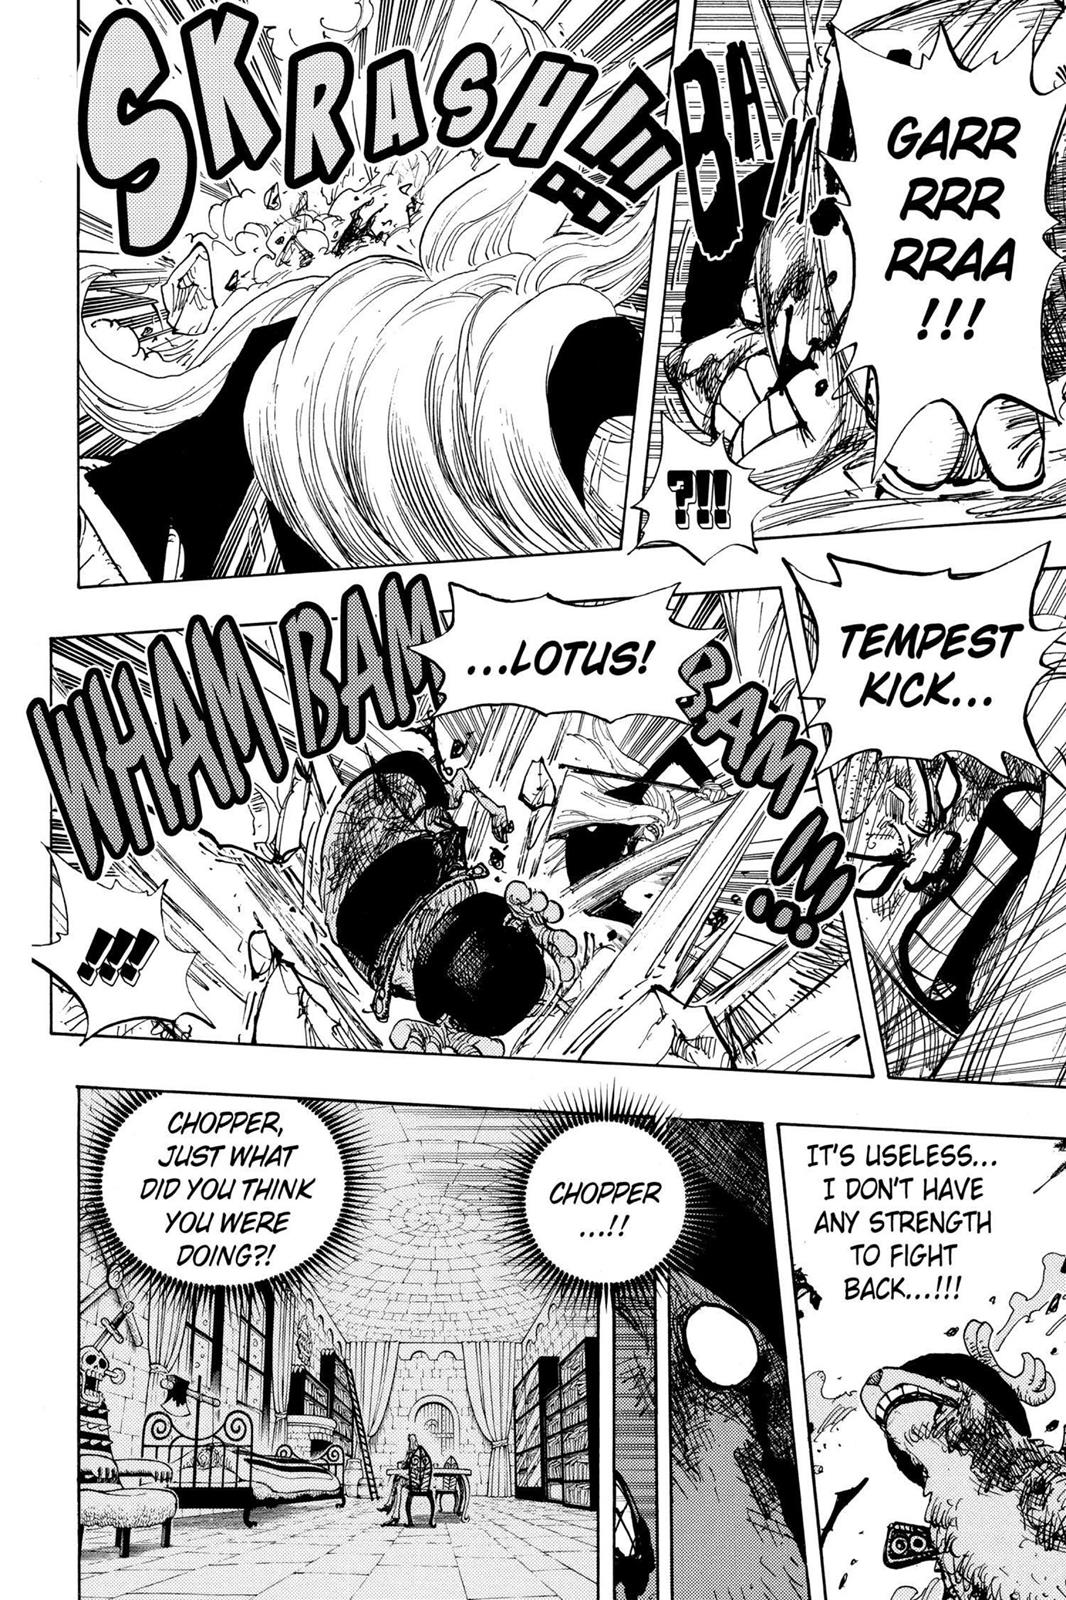 GARR
RRR
RRAA
!!!
BAM
?!!
SKRASH!!!
TEMPEST
KICK...
...LOTUS!
BAM!!!
WHAM BAM
!!!
IT'S USELESS...
I DON'T HAVE
ANY STRENGTH
TO FIGHT
BACK...!!!
CHOPPER
...!!
CHOPPER,
JUST WHAT
DID YOU THINK
YOU WERE
DOING?!